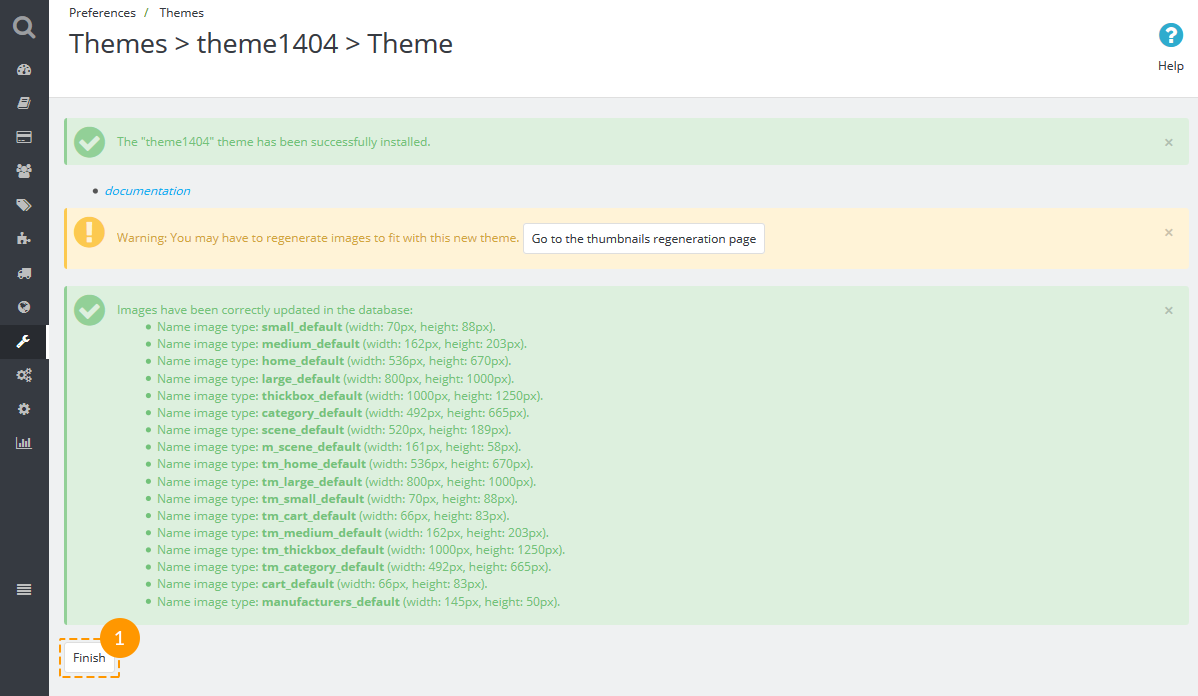 Preferences / Themes
Themes > theme1404 > Theme
? Help
The "theme1404" theme has been successfully installed. ×
• documentation
! Warning: You may have to regenerate images to fit with this new theme. Go to the thumbnails regeneration page ×
Images have been correctly updated in the database: ×
• Name image type: small_default (width: 70px, height: 88px).
• Name image type: medium_default (width: 162px, height: 203px).
• Name image type: home_default (width: 536px, height: 670px).
• Name image type: large_default (width: 800px, height: 1000px).
• Name image type: thickbox_default (width: 1000px, height: 1250px).
• Name image type: category_default (width: 492px, height: 665px).
• Name image type: scene_default (width: 520px, height: 189px).
• Name image type: m_scene_default (width: 161px, height: 58px).
• Name image type: tm_home_default (width: 536px, height: 670px).
• Name image type: tm_large_default (width: 800px, height: 1000px).
• Name image type: tm_small_default (width: 70px, height: 88px).
• Name image type: tm_cart_default (width: 66px, height: 83px).
• Name image type: tm_medium_default (width: 162px, height: 203px).
• Name image type: tm_thickbox_default (width: 1000px, height: 1250px).
• Name image type: tm_category_default (width: 492px, height: 665px).
• Name image type: cart_default (width: 66px, height: 83px).
• Name image type: manufacturers_default (width: 145px, height: 50px).
1
Finish